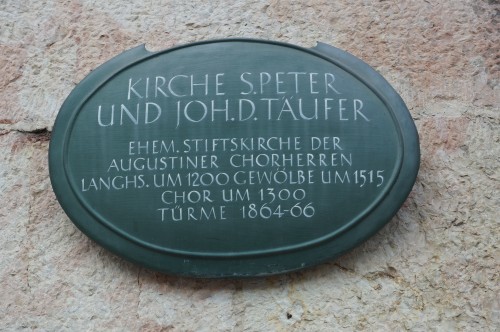 KIRCHE S.PETER
UND JOH.D.TÄUFER
EHEM.STIFTSKIRCHE DER
AUGUSTINER CHORHERREN
LANGHS.UM 1200 GEWÖLBE UM 1515
CHOR UM 1300
TÜRME 1864-66